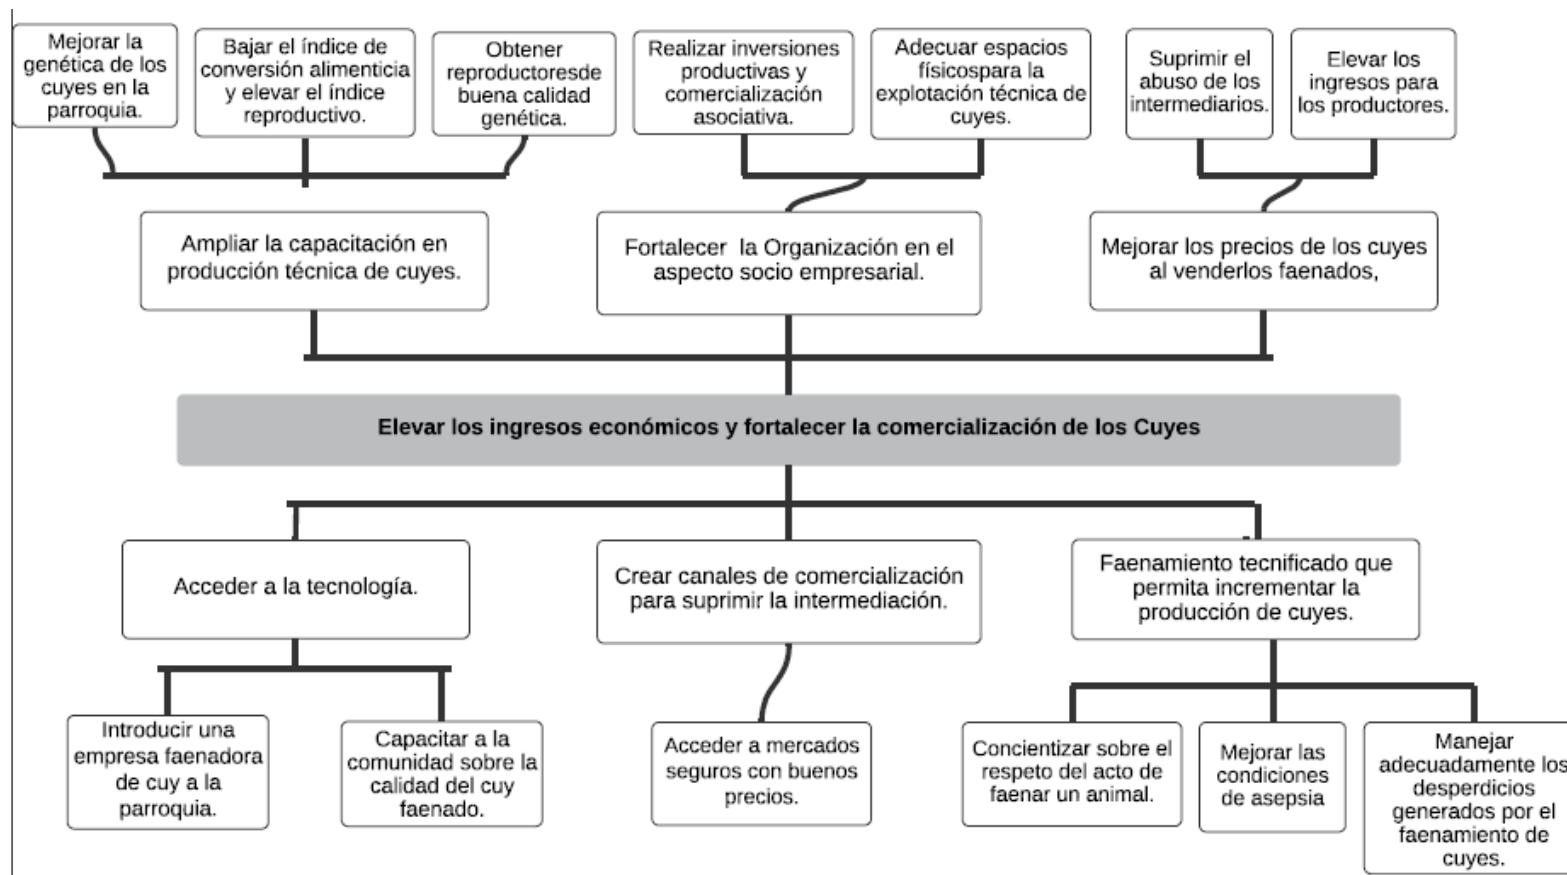 Mejorar la
genética de los
cuyes en la
parroquia.
Bajar el índice de
conversión alimenticia
y elevar el índice
reproductivo.
Obtener
reproductoresde
buena calidad
genética.
Realizar inversiones
productivas y
comercialización
asociativa.
Adecuar espacios
físicospara la
explotación técnica de
cuyes.
Suprimir el
abuso de los
intermediarios.
Elevar los
ingresos para
los productores.
Ampliar la capacitación en
producción técnica de cuyes.
Fortalecer la Organización en el
aspecto socio empresarial.
Mejorar los precios de los cuyes
al venderlos faenados,
Elevar los ingresos económicos y fortalecer la comercialización de los Cuyes
Acceder a la tecnología.
Crear canales de comercialización
para suprimir la intermediación.
Faenamiento tecnificado que
permita incrementar la
producción de cuyes.
Introducir una
empresa faenadora
de cuy a la
parroquia.
Capacitar a la
comunidad sobre la
calidad del cuy
faenado.
Acceder a mercados
seguros con buenos
precios.
Concientizar sobre el
respeto del acto de
faenar un animal.
Mejorar las
condiciones
de asepsia
Manejar
adecuadamente los
desperdicios
generados por el
faenamiento de
cuyes.